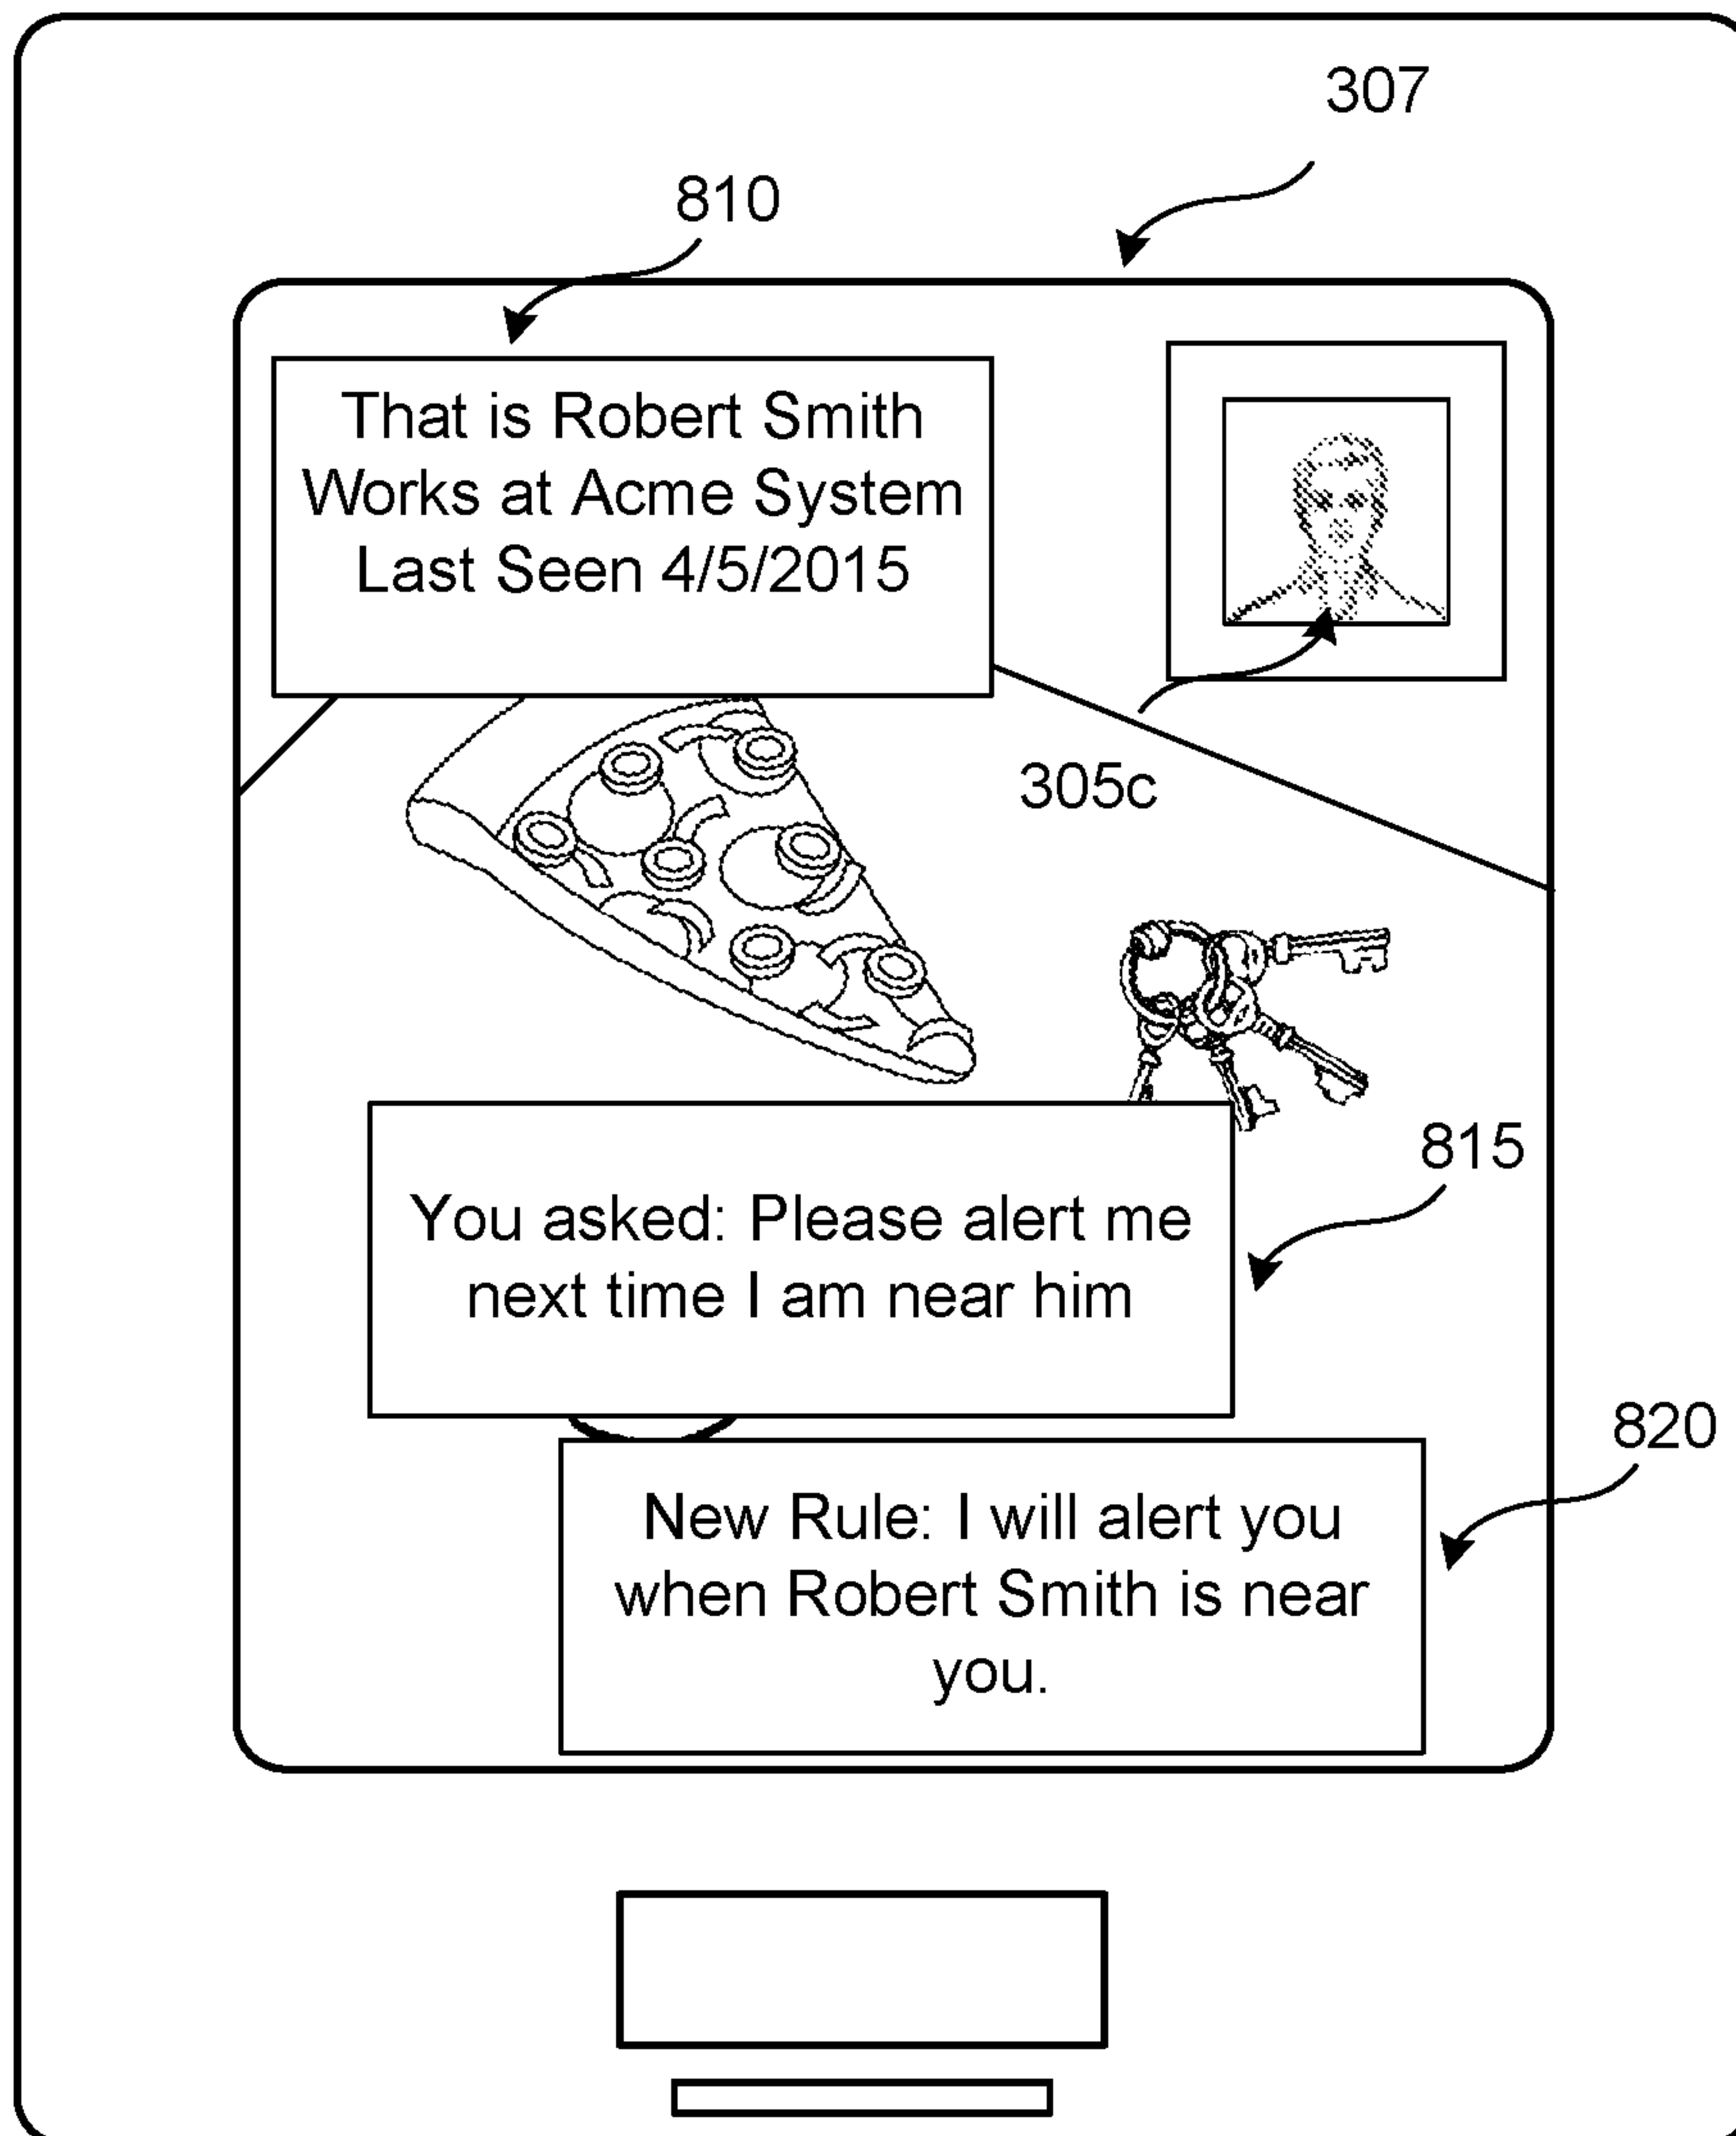 307
810
That is Robert Smith
Works at Acme System
Last Seen 4/5/2015
305c
815
You asked: Please alert me
next time I am near him
820
New Rule: I will alert you
when Robert Smith is near
you.